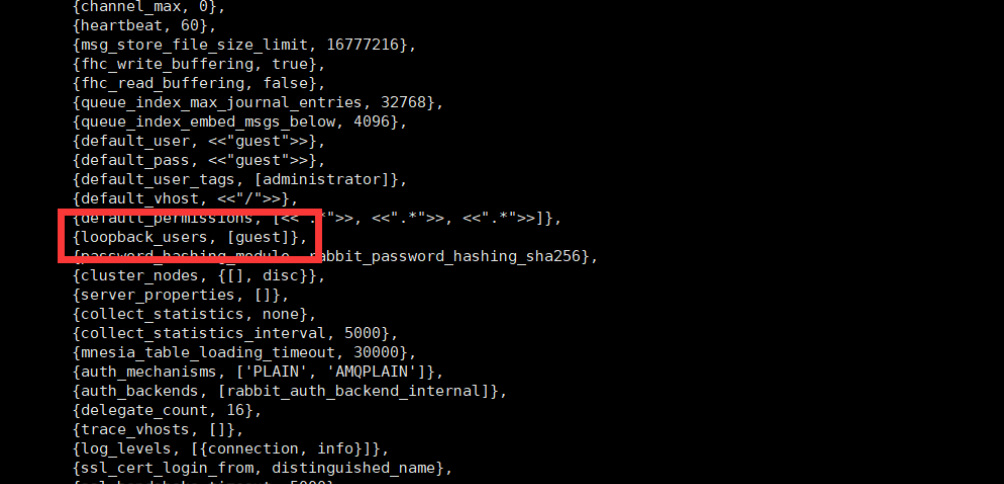 {channel_max, 0},
{heartbeat, 60},
{msg_store_file_size_limit, 16777216},
{fhc_write_buffering, true},
{fhc_read_buffering, false},
{queue_index_max_journal_entries, 32768},
{queue_index_embed_msgs_below, 4096},
{default_user, <<"guest">>},
{default_pass, <<"guest">>},
{default_user_tags, [administrator]},
{default_vhost, <<"/">>},
{default_permissions, [<<".*">>, <<".*">>, <<".*">>]},
{loopback_users, [guest]},
{password_hashing_module, rabbit_password_hashing_sha256},
{cluster_nodes, {[], disc}},
{server_properties, []},
{collect_statistics, none},
{collect_statistics_interval, 5000},
{mnesia_table_loading_timeout, 30000},
{auth_mechanisms, ['PLAIN', 'AMQPLAIN']},
{auth_backends, [rabbit_auth_backend_internal]},
{delegate_count, 16},
{trace_vhosts, []},
{log_levels, [{connection, info}]},
{ssl_cert_login_from, distinguished_name},